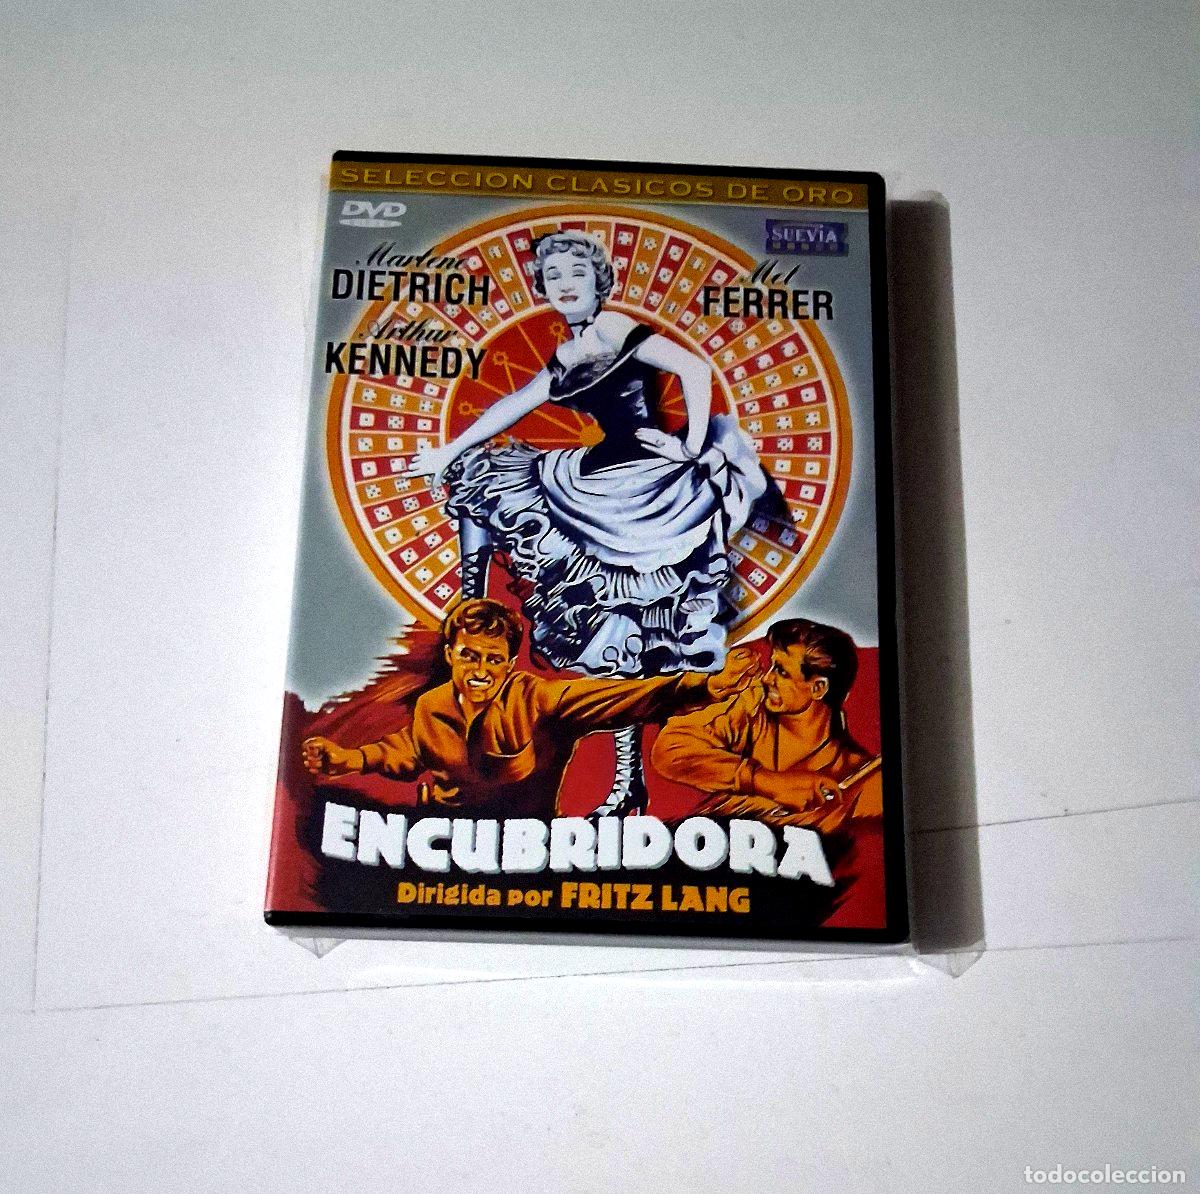 SELECCION CLASICOS DE ORO
DVD
SUEVIA
Marlene
DIETRICH
Mel
FERRER
Arthur
KENNEDY
ENCUBRIDORA
Dirigida por FRITZ LANG
todocoleccion